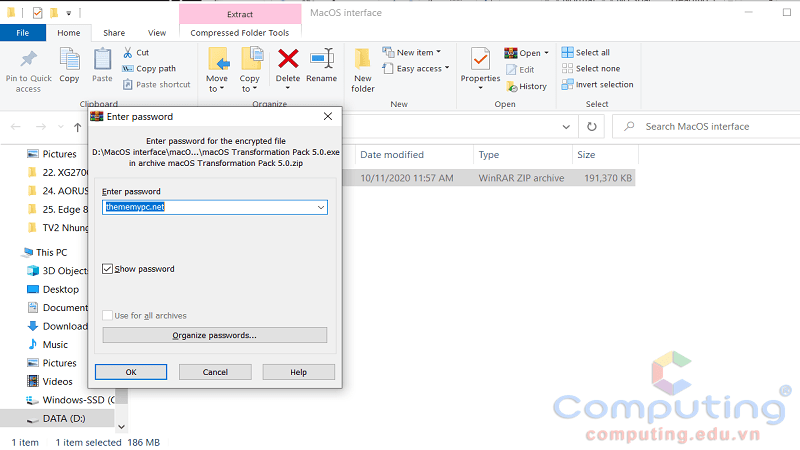 Extract
MacOS interface
File
Home
Share
View
Compressed Folder Tools
Pin to Quick
access
Copy
Paste
Cut
Copy path
Paste shortcut
Move
to
Copy
to
Delete
Rename
New
folder
New item
Easy access
Properties
Open
Edit
History
Select all
Select none
Invert selection
Clipboard
Organize
New
Open
Select
Search MacOS interface
Pictures
22. XG270
24. AORUS
25. Edge 8
TV2 Nhung
This PC
3D Objects
Desktop
Document
Download
Music
Pictures
Videos
Windows-SSD (C
DATA (D:)
Date modified
Type
Size
10/11/2020 11:57 AM
WinRAR ZIP archive
191,370 KB
Enter password
Enter password for the encrypted file
D:\MacOS interface\macO...\macOS Transformation Pack 5.0.exe
in archive macOS Transformation Pack 5.0.zip
Enter password
thememypc.net
Show password
Use for all archives
Organize passwords...
OK
Cancel
Help
1 item
1 item selected
186 MB
Computing®
computing.edu.vn